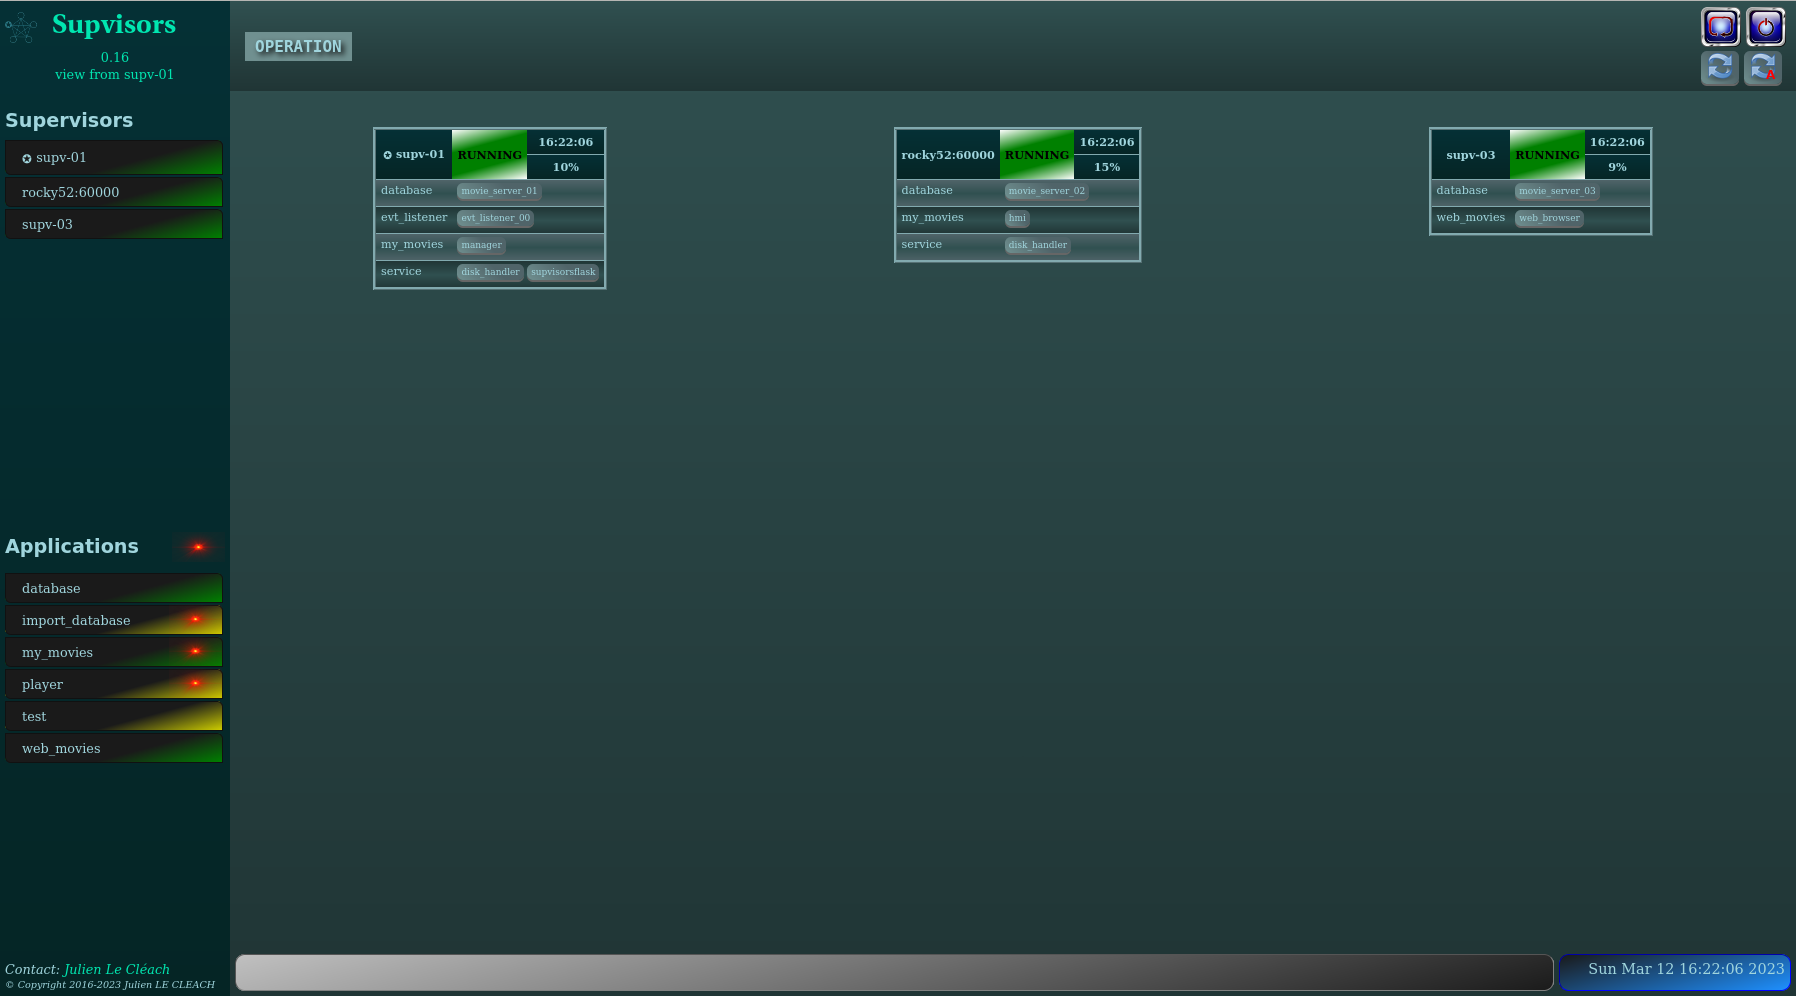 Supvisors
0.16
view from supv-01
Supervisors
✪ supv-01
rocky52:60000
supv-03
Applications
database
import_database
my_movies
player
test
web_movies
Contact: Julien Le Cléach
© Copyright 2016-2023 Julien LE CLEACH
OPERATION
✪ supv-01 RUNNING 16:22:06
10%
database movie_server_01
evt_listener evt_listener_00
my_movies manager
service disk_handler supvisorsflask
rocky52:60000 RUNNING 16:22:06
15%
database movie_server_02
my_movies hmi
service disk_handler
supv-03 RUNNING 16:22:06
9%
database movie_server_03
web_movies web_browser
A
Sun Mar 12 16:22:06 2023